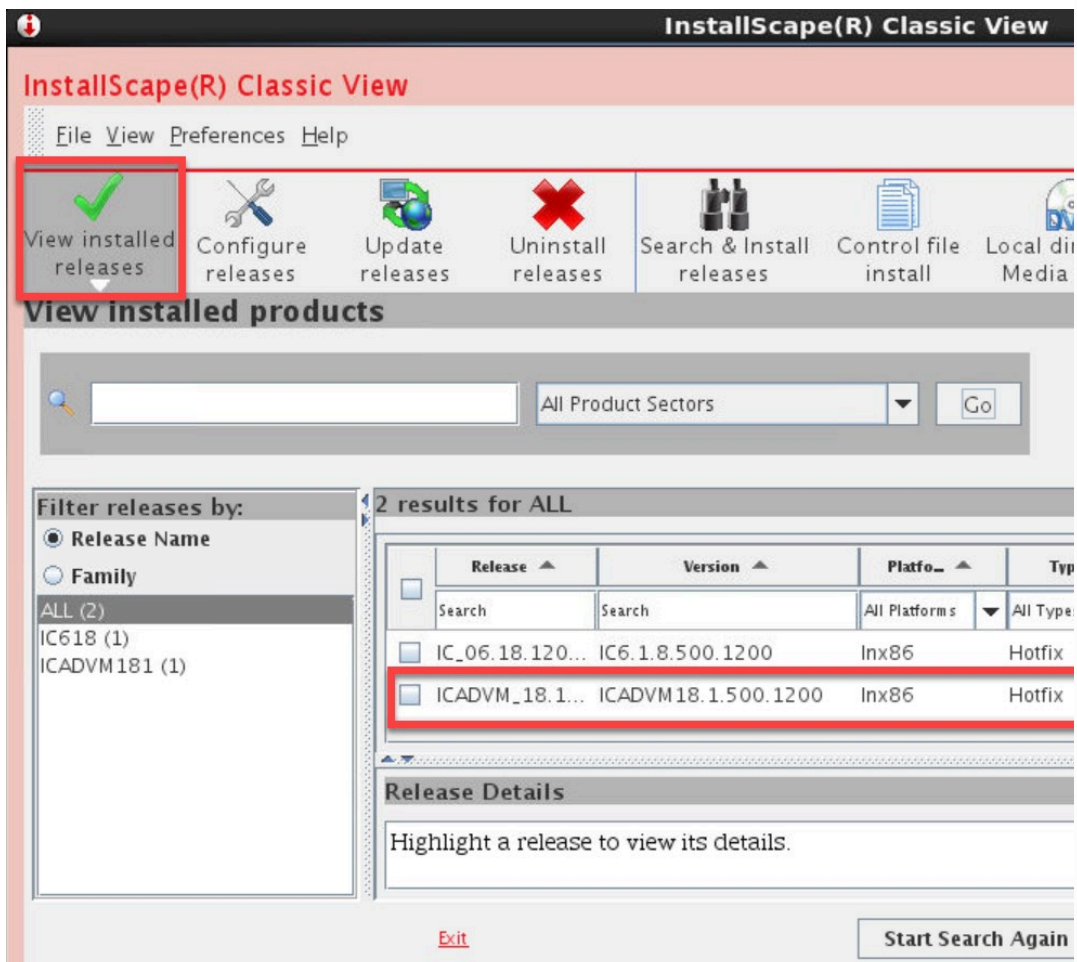 InstallScape(R) Classic View
InstallScape(R) Classic View
File View Preferences Help
View installed releases
Configure releases
Update releases
Uninstall releases
Search & Install releases
Control file install
Local di
Media
DV
View installed products
All Product Sectors
Go
Filter releases by:
Release Name
Family
ALL (2)
IC618 (1)
ICADVM181 (1)
2 results for ALL
Release Version Platfo... Typ
Search Search All Platforms All Type
IC_06.18.120... IC6.1.8.500.1200 lnx86 Hotfix
ICADVM_18.1... ICADVM18.1.500.1200 lnx86 Hotfix
Release Details
Highlight a release to view its details.
Exit
Start Search Again